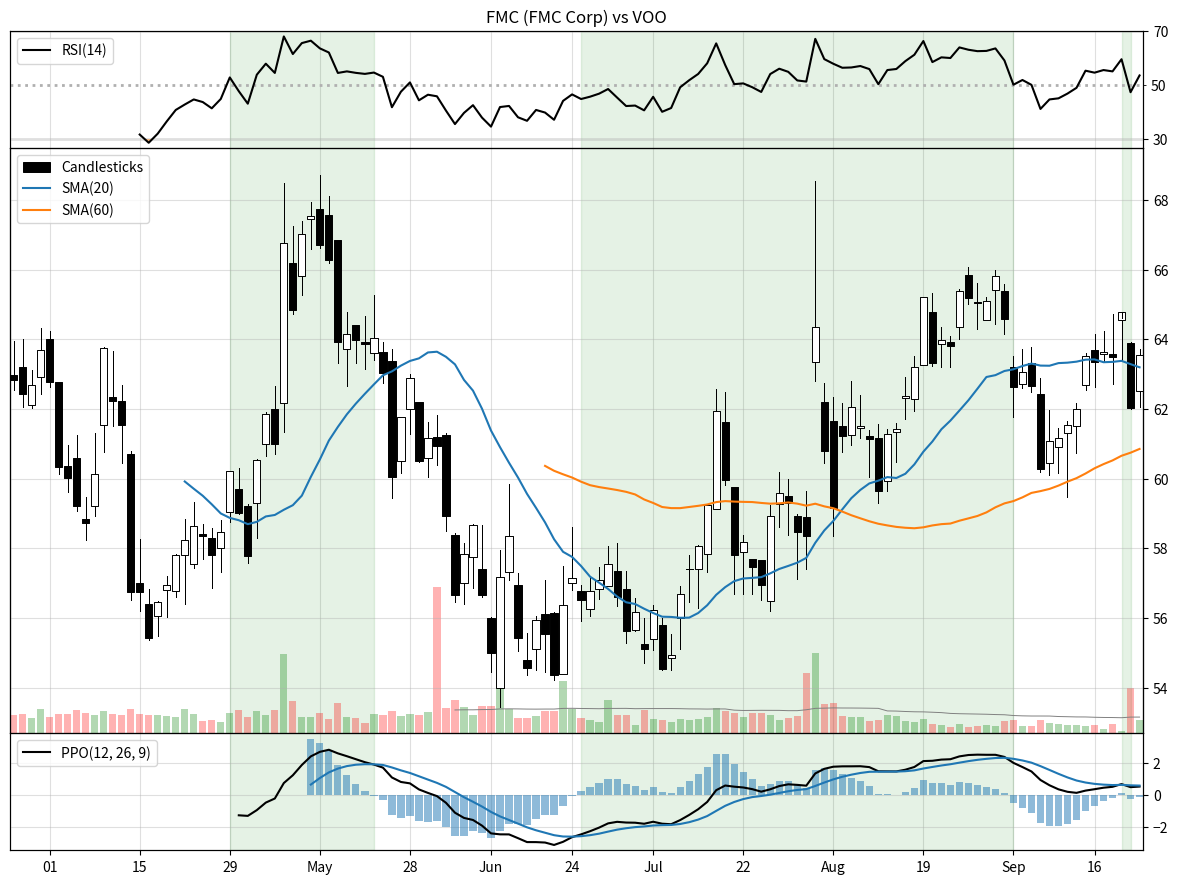 FMC (FMC Corp) vs VOO
RSI(14)
70
50
30
Candlesticks
SMA(20)
SMA(60)
68
66
64
62
60
58
56
54
PPO(12, 26, 9)
2
0
−2
01 15 29 May 28 Jun 24 Jul 22 Aug 19 Sep 16